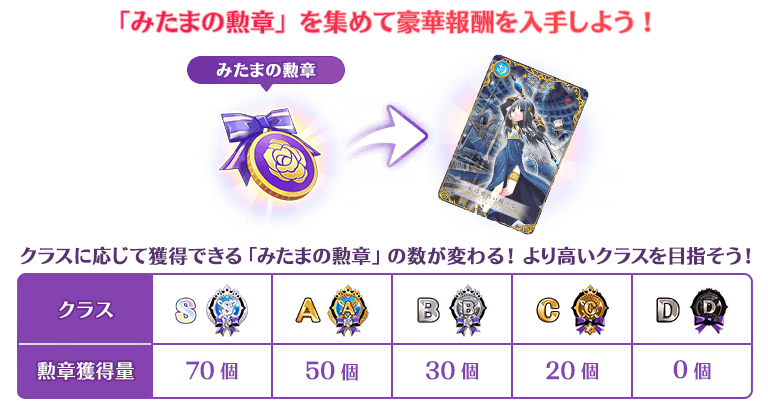 「みたまの勲章」を集めて豪華報酬を入手しよう！
みたまの勲章
クラスに応じて獲得できる「みたまの勲章」の数が変わる！より高いクラスを目指そう！
クラス S A A B B C C D D
勲章獲得量 70個 50個 30個 20個 0個